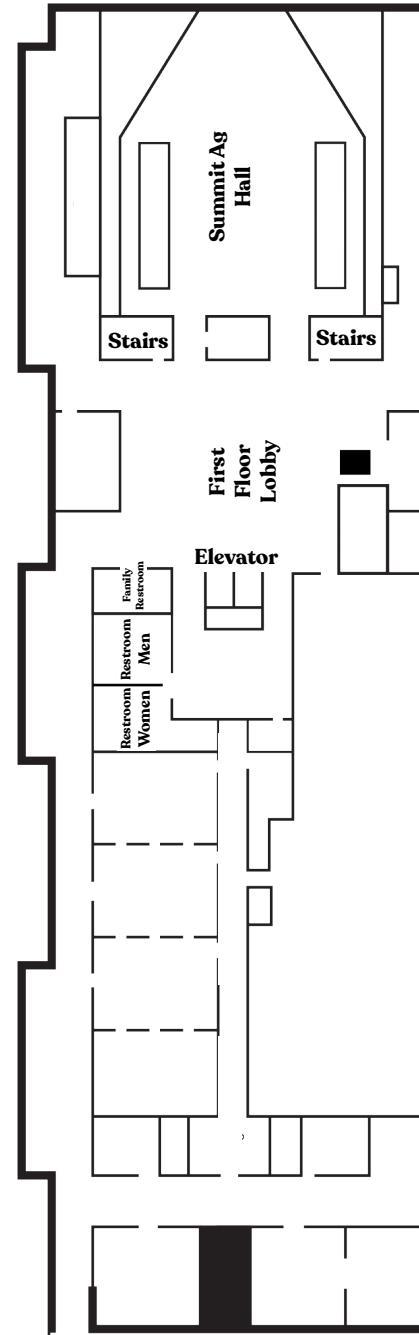 Summit Ag
Hall
Stairs
Stairs
First
Floor
Lobby
Elevator
Family
Restroom
Restroom
Men
Restroom
Women